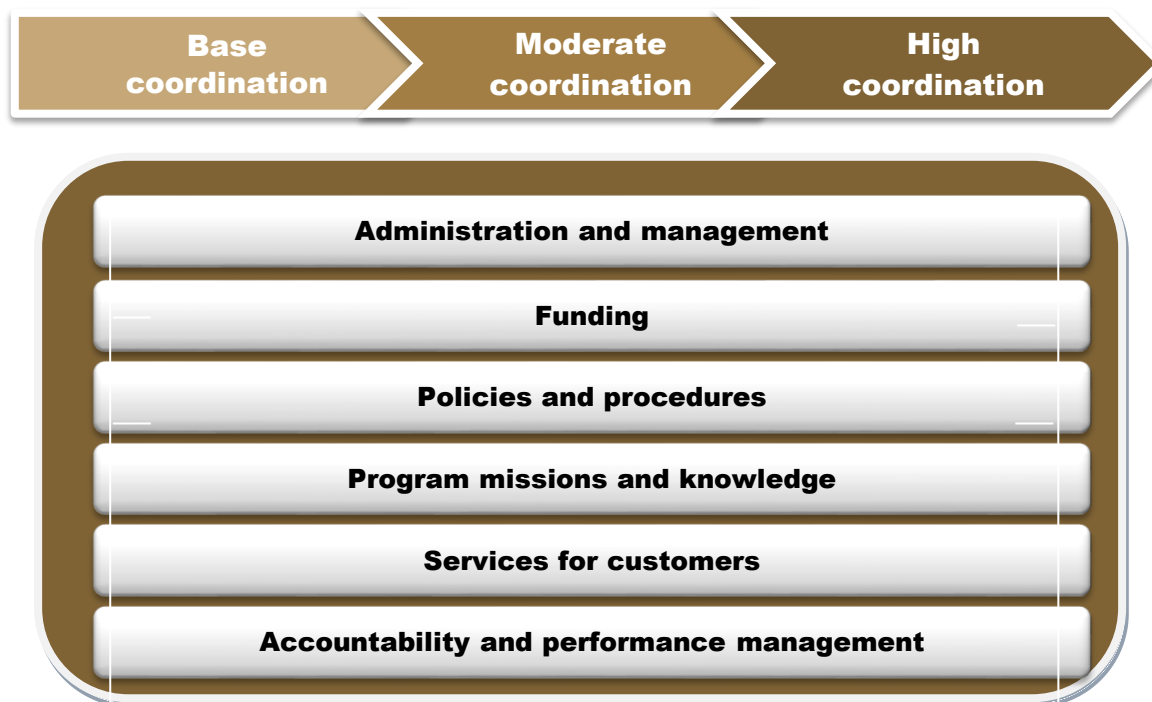 Base
coordination
Moderate
coordination
High
coordination
Administration and management
Funding
Policies and procedures
Program missions and knowledge
Services for customers
Accountability and performance management